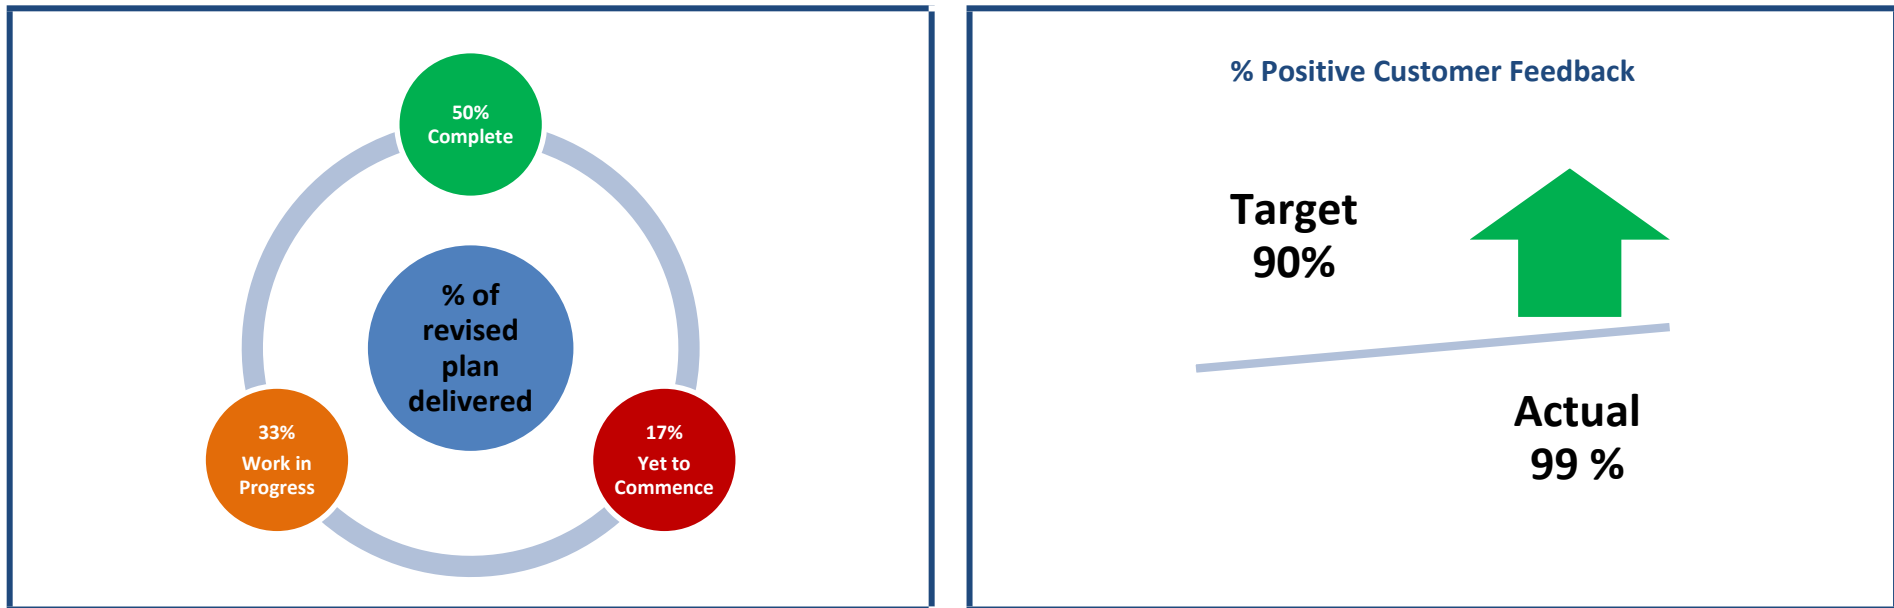 50%
Complete
% of
revised
plan
delivered
33%
Work in
Progress
17%
Yet to
Commence
% Positive Customer Feedback
Target
90%
Actual
99 %